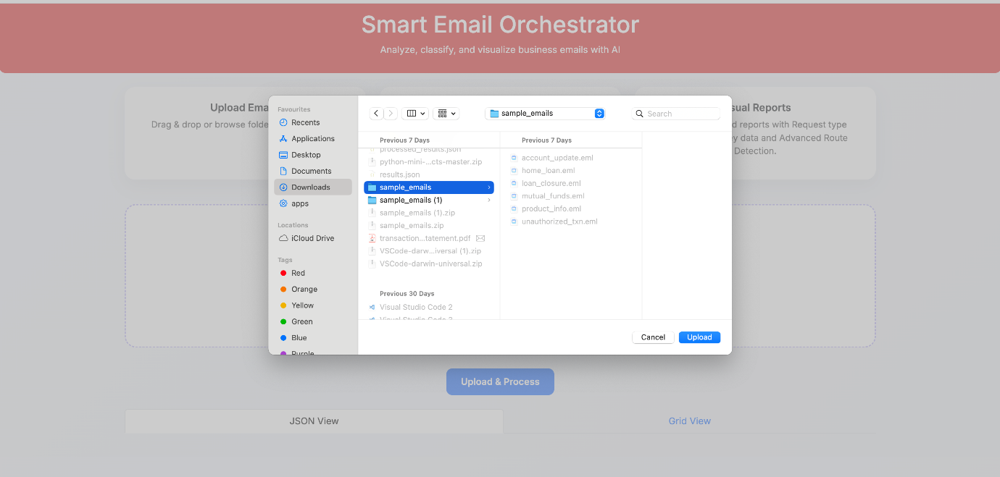 Smart Email Orchestrator
Analyze, classify, and visualize business emails with AI
Upload Ema
Drag & drop or browse folde
sual Reports
d reports with Request type
y data and Advanced Route
Detection.
Favourites
Recents
Applications
Desktop
Documents
Downloads
apps
Locations
iCloud Drive
Tags
Red
Orange
Yellow
Green
Blue
Purple
sample_emails
Search
Previous 7 Days
processed_results.json
python-mini-...cts-master.zip
results.json
sample_emails
sample_emails (1)
sample_emails (1).zip
sample_emails.zip
transaction...tatement.pdf
VSCode-darw...iversal (1).zip
VSCode-darwin-universal.zip
Previous 30 Days
Visual Studio Code 2
Visual Studio Code 3
Previous 7 Days
account_update.eml
home_loan.eml
loan_closure.eml
mutual_funds.eml
product_info.eml
unauthorized_txn.eml
Cancel
Upload
Upload & Process
JSON View
Grid View